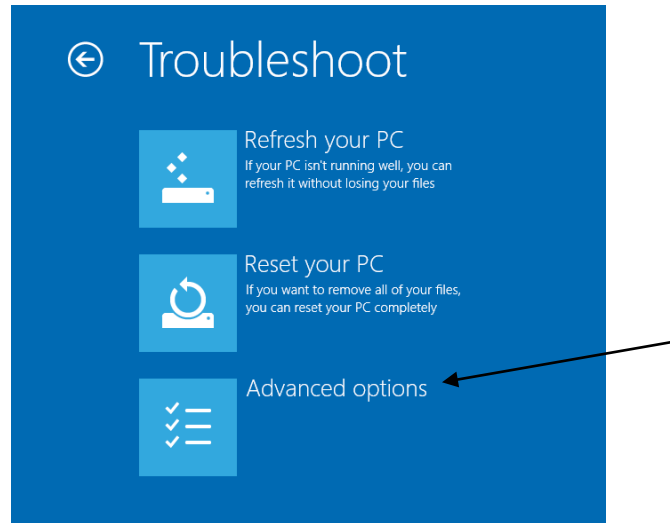 Troubleshoot
Refresh your PC
If your PC isn't running well, you can
refresh it without losing your files
Reset your PC
If you want to remove all of your files,
you can reset your PC completely
Advanced options